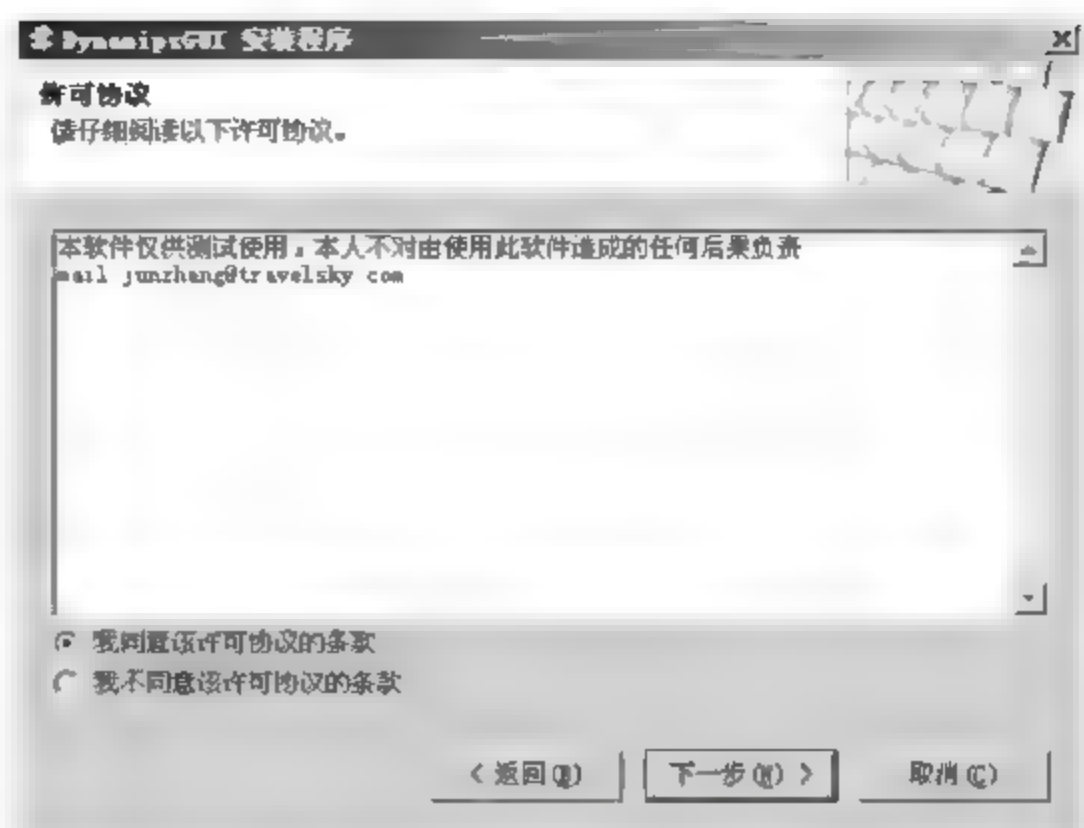 DynamipsGUI 安装程序
许可协议
请仔细阅读以下许可协议。
本软件仅供测试使用，本人不对由使用此软件造成的任何后果负责
mail junzhang@travelsky com
我同意该许可协议的条款
我不同意该许可协议的条款
< 返回(B)
下一步(N) >
取消(C)